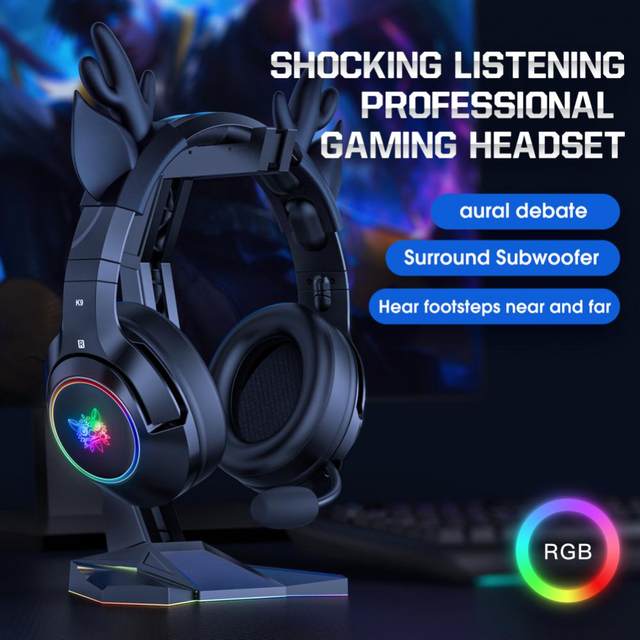 SHOCKING LISTENING
PROFESSIONAL
GAMING HEADSET
aural debate
Surround Subwoofer
Hear footsteps near and far
K9
R
RGB